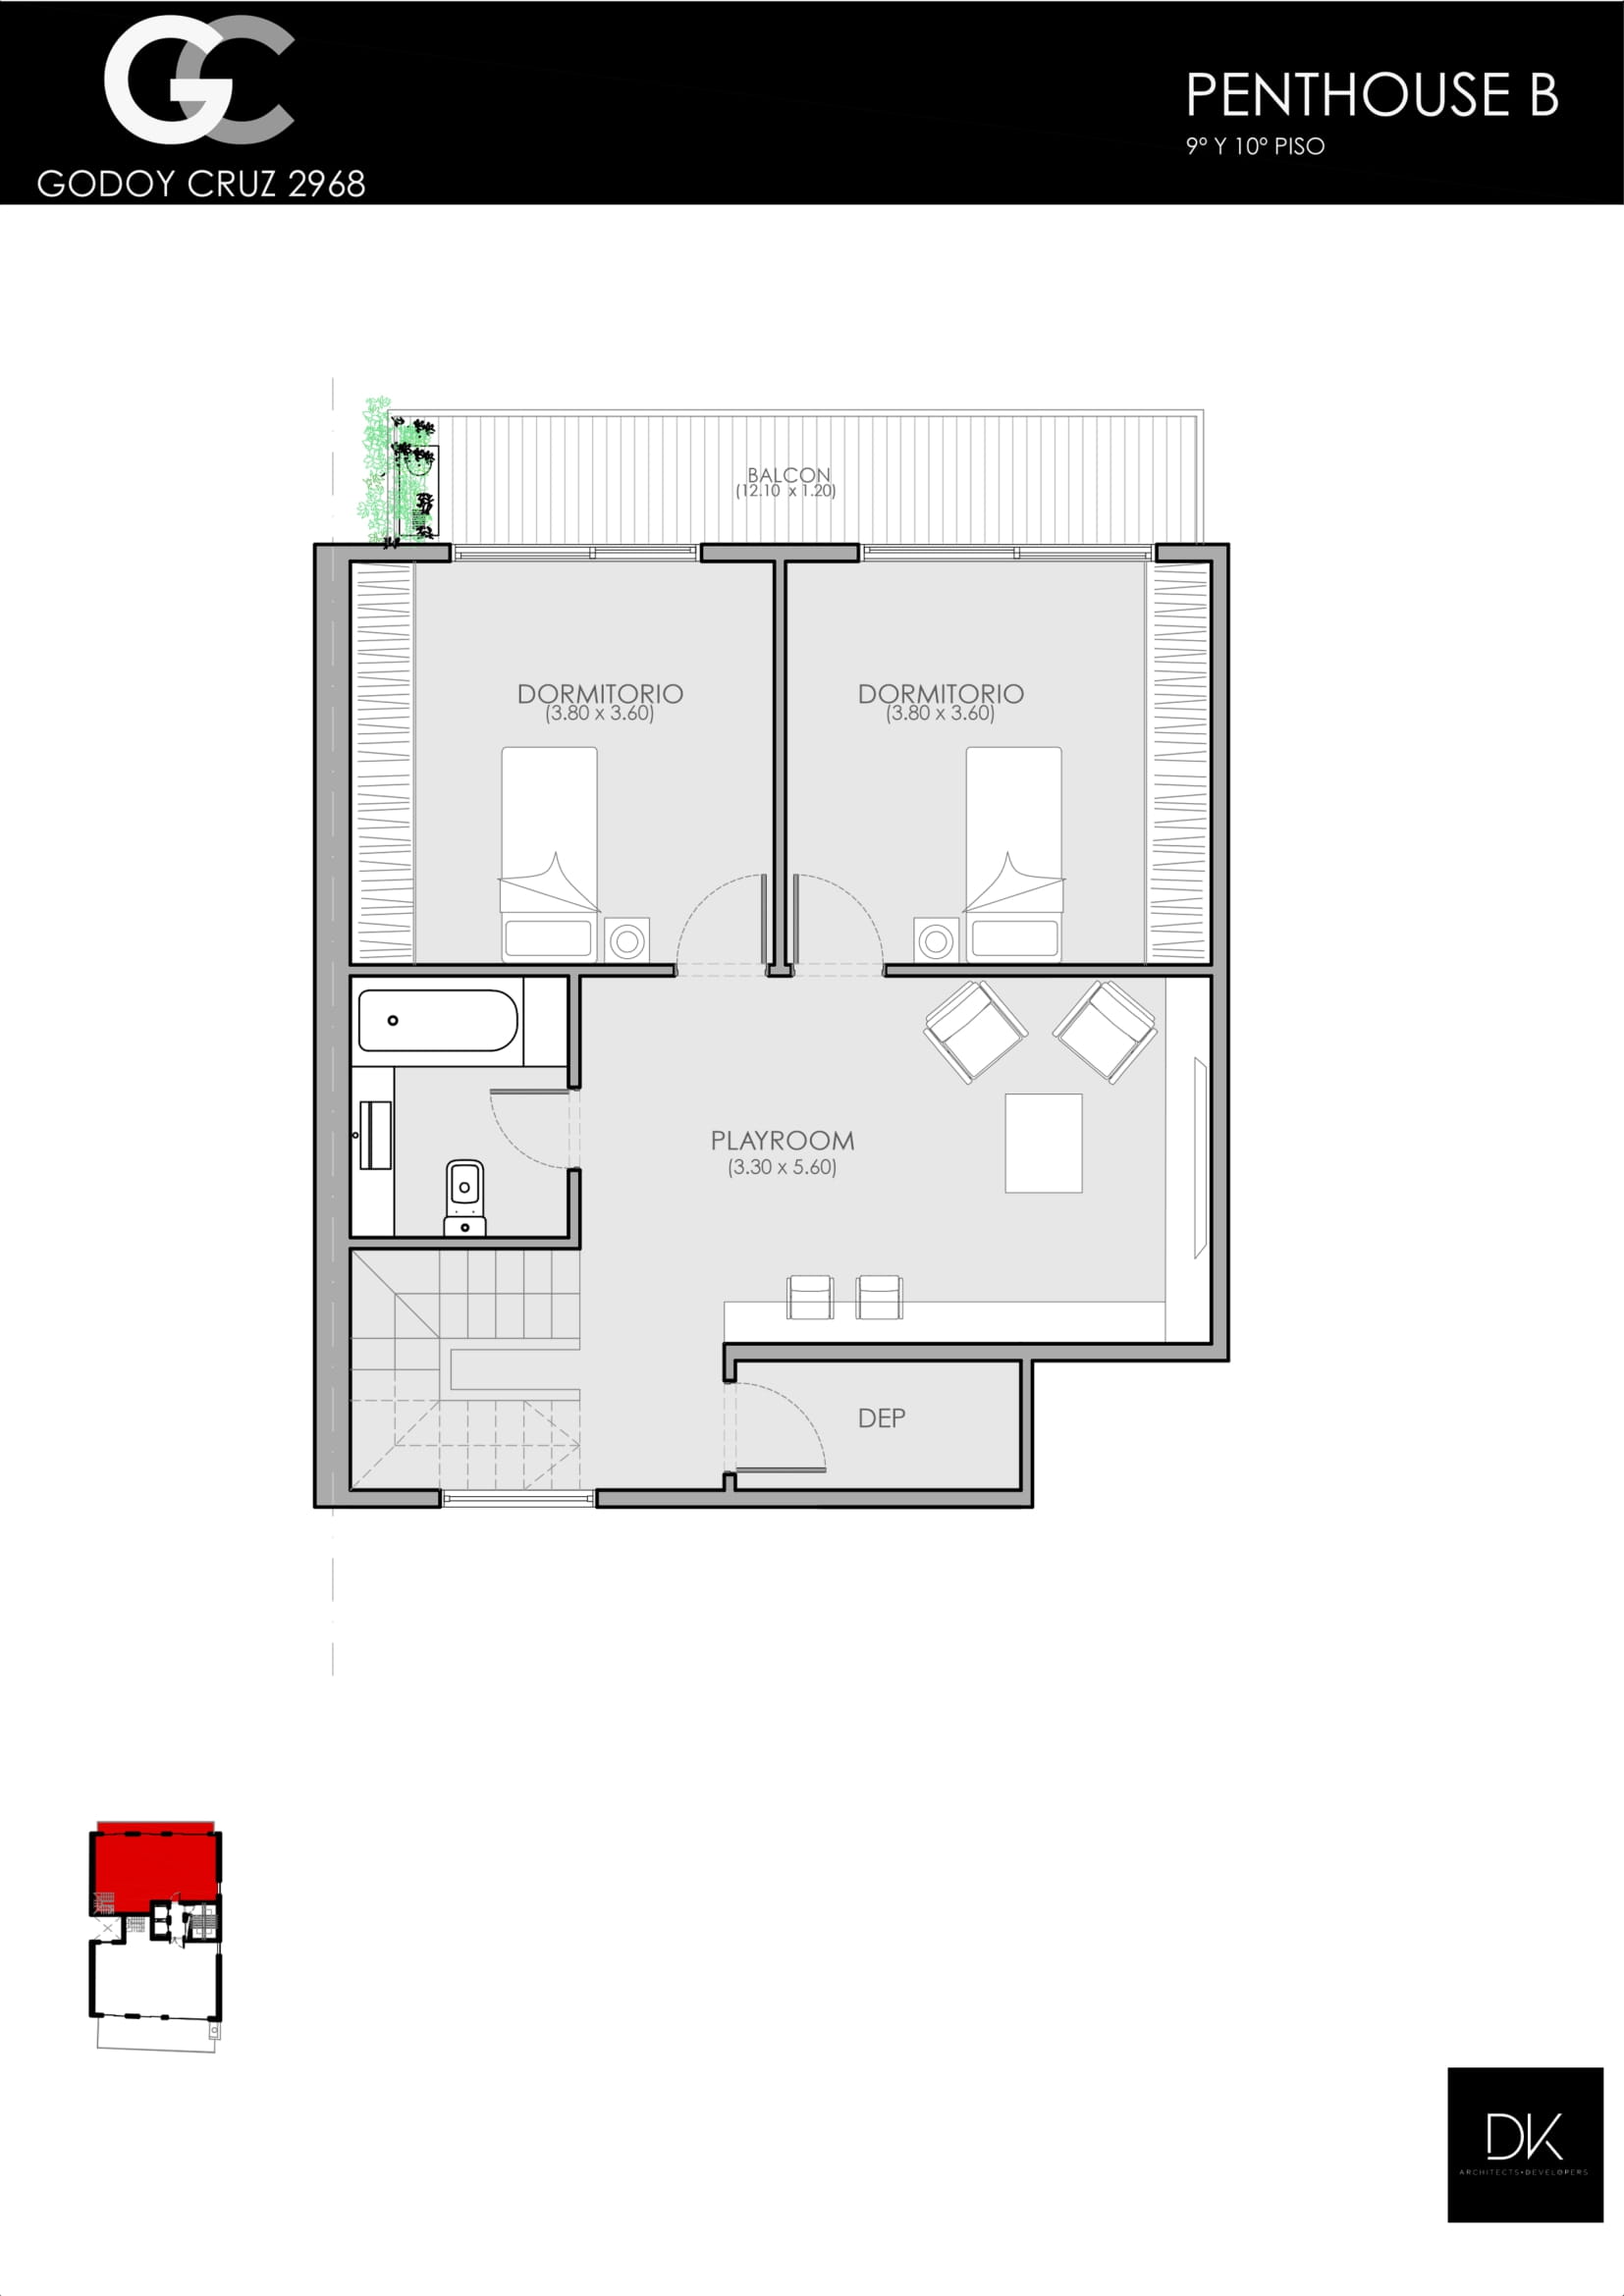 GC
GODOY CRUZ 2968
PENTHOUSE B
9º Y 10º PISO
BALCON
(12.10 x 1.20)
DORMITORIO
(3.80 x 3.60)
DORMITORIO
(3.80 x 3.60)
PLAYROOM
(3.30 x 5.60)
DEP
DK
ARCHITECTS+DEVELOPERS